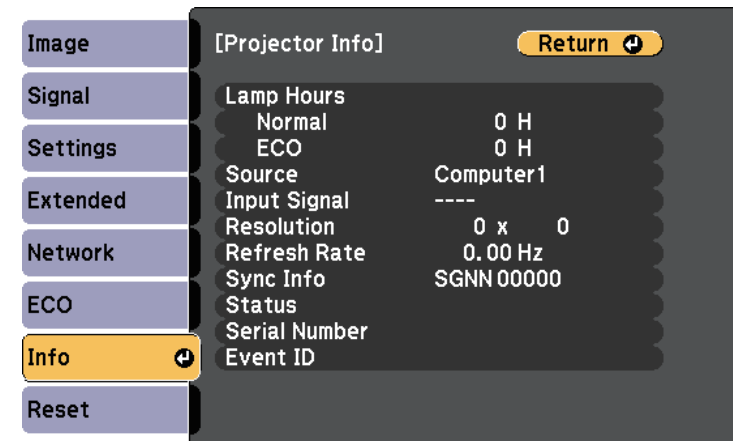 Image
Signal
Settings
Extended
Network
ECO
Info
Reset
[Projector Info]
Return
Lamp Hours
Normal 0 H
ECO 0 H
Source Computer1
Input Signal ----
Resolution 0 x 0
Refresh Rate 0.00 Hz
Sync Info SGNN 00000
Status
Serial Number
Event ID